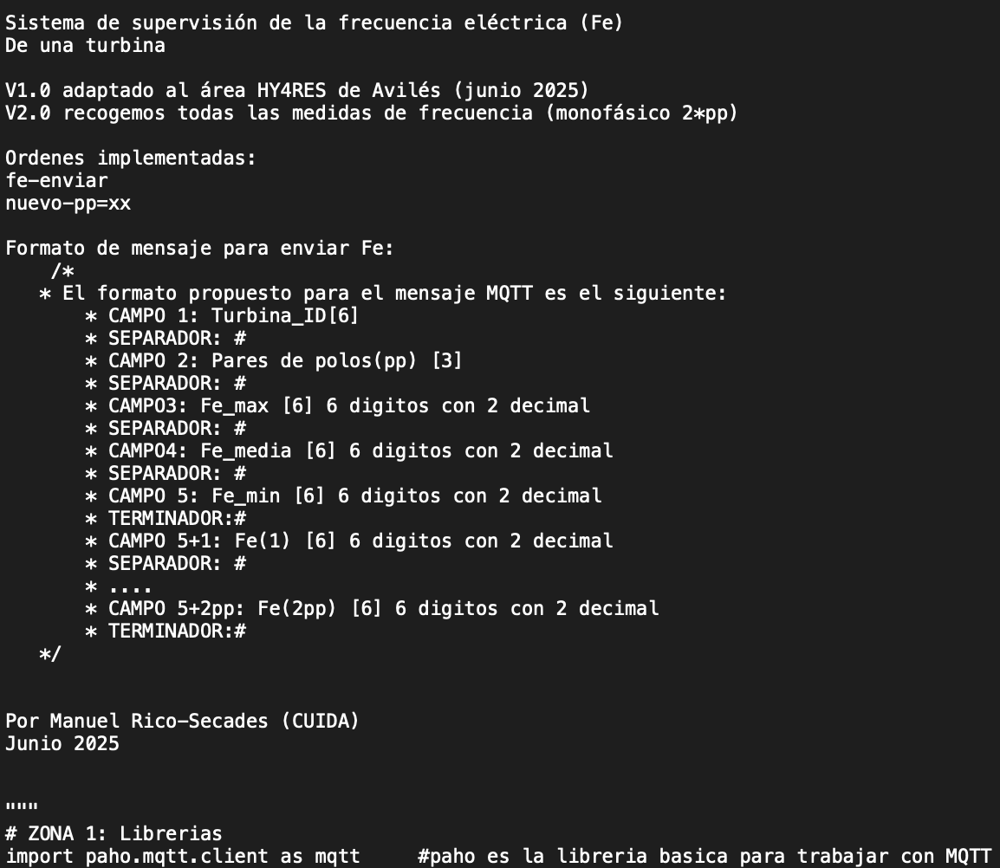 Sistema de supervisión de la frecuencia eléctrica (Fe)
De una turbina
V1.0 adaptado al área HY4RES de Avilés (junio 2025)
V2.0 recogemos todas las medidas de frecuencia (monofásico 2*pp)
Ordenes implementadas:
fe-enviar
nuevo-pp=xx
Formato de mensaje para enviar Fe:
/*
* El formato propuesto para el mensaje MQTT es el siguiente:
* CAMPO 1: Turbina_ID[6]
* SEPARADOR: #
* CAMPO 2: Pares de polos(pp) [3]
* SEPARADOR: #
* CAMPO3: Fe_max [6] 6 digitos con 2 decimal
* SEPARADOR: #
* CAMPO4: Fe_media [6] 6 digitos con 2 decimal
* SEPARADOR: #
* CAMPO 5: Fe_min [6] 6 digitos con 2 decimal
* TERMINADOR:#
* CAMPO 5+1: Fe(1) [6] 6 digitos con 2 decimal
* SEPARADOR: #
* ....
* CAMPO 5+2pp: Fe(2pp) [6] 6 digitos con 2 decimal
* TERMINADOR:#
*/
Por Manuel Rico-Secades (CUIDA)
Junio 2025
"""
# ZONA 1: Librerias
import paho.mqtt.client as mqtt     #paho es la libreria basica para trabajar con MQTT